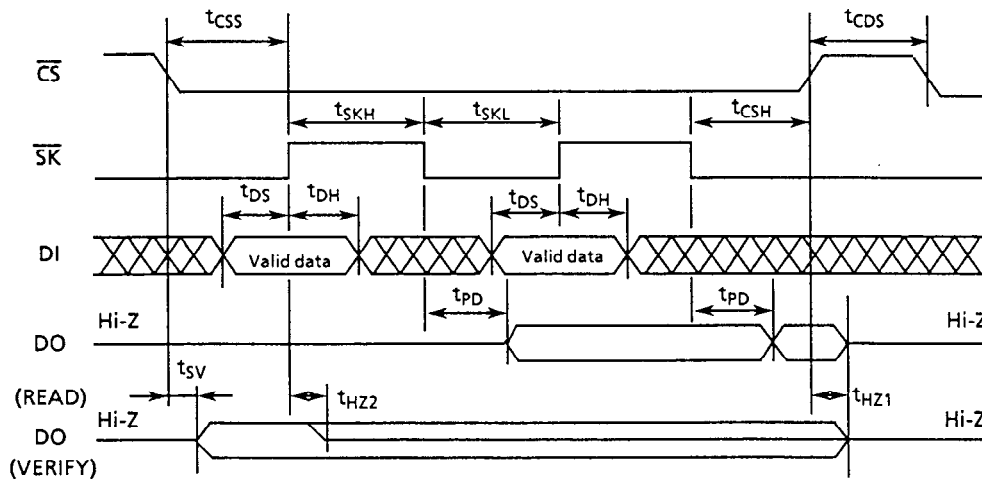 tCSS tCDS
CS
tSKH tSKL tCSH
SK
tDS tDH tDS tDH
DI Valid data Valid data
tPD tPD
Hi-Z Hi-Z
DO
(READ) tSV tHZ2 tHZ1
Hi-Z Hi-Z
DO
(VERIFY)